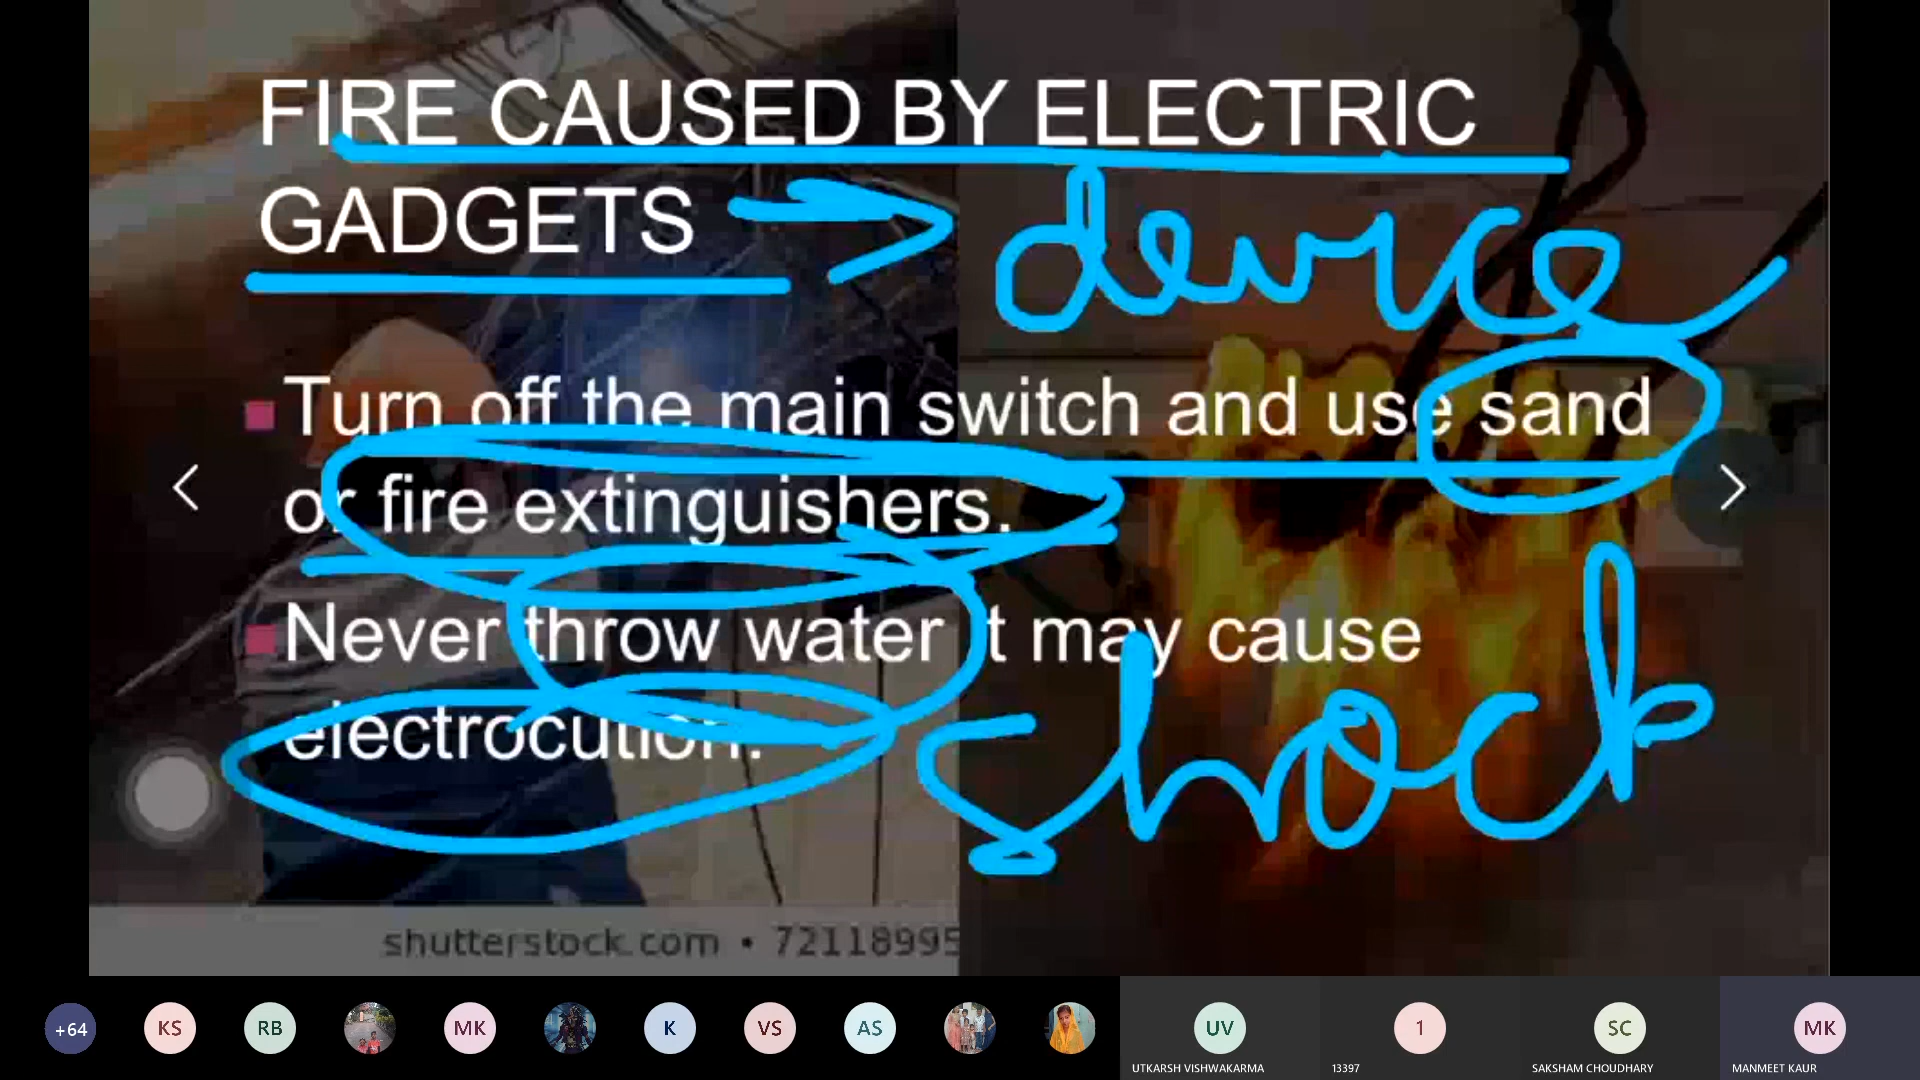 FIRE CAUSED BY ELECTRIC
GADGETS → device
Turn off the main switch and use sand
or fire extinguishers.
Never throw water t may cause
electrocution.
shock
shutterstock.com • 72118995
+64 KS RB MK K VS AS UV 1 SC MK
UTKARSH VISHWAKARMA 13397 SAKSHAM CHOUDHARY MANMEET KAUR